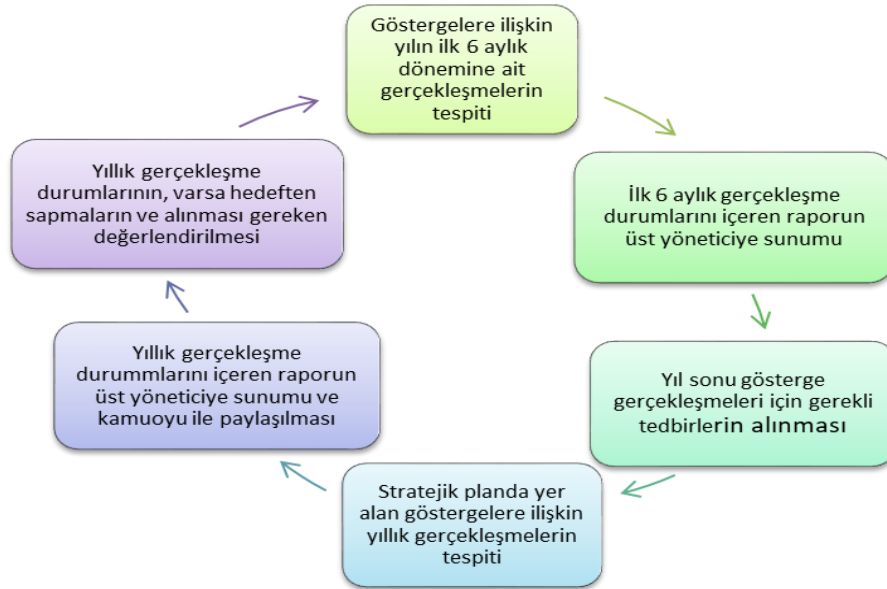 Göstergelere ilişkin
yılın ilk 6 aylık
dönemine ait
gerçekleşmelerin
tespiti
İlk 6 aylık gerçekleşme
durumlarını içeren raporun
üst yöneticiye sunumu
Yıl sonu gösterge
gerçekleşmeleri için gerekli
tedbirlerin alınması
Stratejik planda yer
alan göstergelere ilişkin
yıllık gerçekleşmelerin
tespiti
Yıllık gerçekleşme
durummlarını içeren raporun
üst yöneticiye sunumu ve
kamuoyu ile paylaşılması
Yıllık gerçekleşme
durumlarının, varsa hedeften
sapmaların ve alınması gereken
değerlendirilmesi